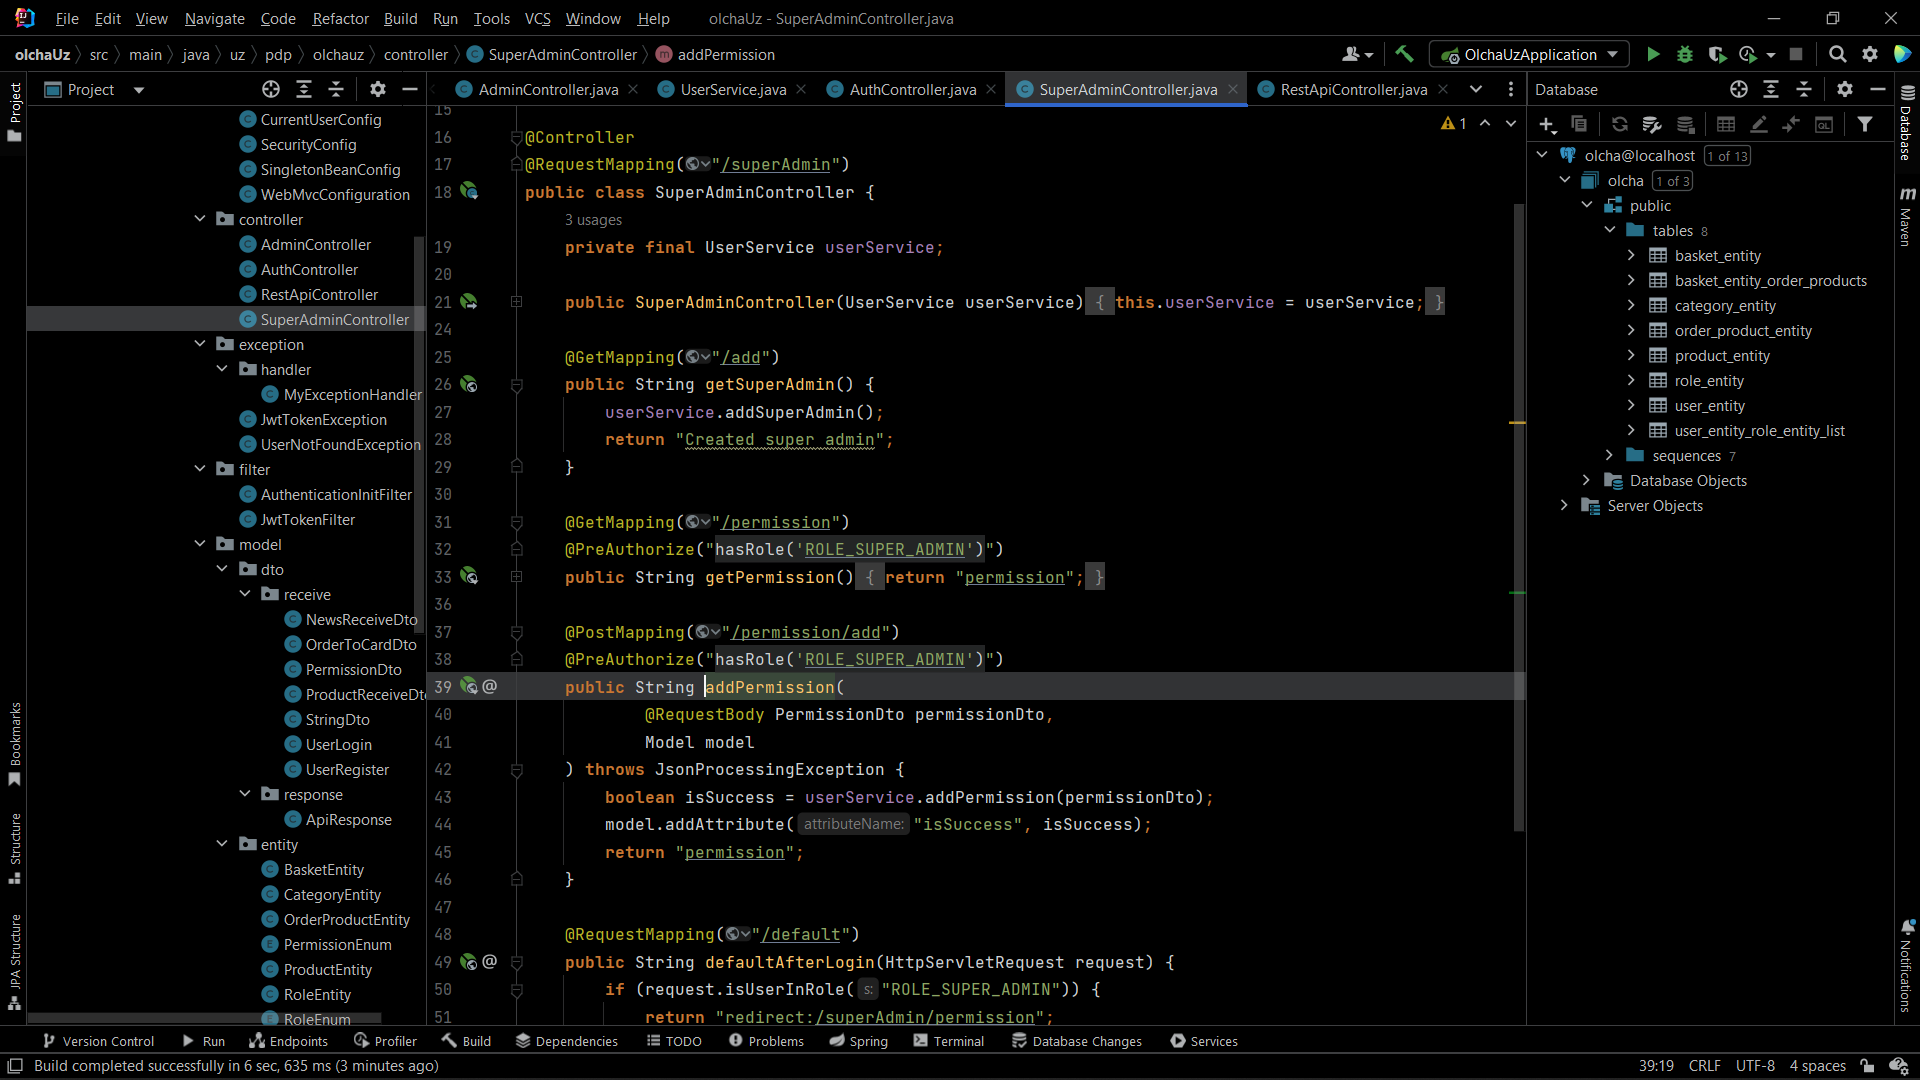 File Edit View Navigate Code Refactor Build Run Tools VCS Window Help olchaUz - SuperAdminController.java
olchaUz src main java uz pdp olchauz controller SuperAdminController addPermission OlchaUzApplication
Project
AdminController.java UserService.java AuthController.java SuperAdminController.java RestApiController.java
Database
Project
Bookmarks
Structure
JPA Structure
CurrentUserConfig
SecurityConfig
SingletonBeanConfig
WebMvcConfiguration
controller
AdminController
AuthController
RestApiController
SuperAdminController
exception
handler
MyExceptionHandler
JwtTokenException
UserNotFoundException
filter
AuthenticationInitFilter
JwtTokenFilter
model
dto
receive
NewsReceiveDto
OrderToCardDto
PermissionDto
ProductReceiveDto
StringDto
UserLogin
UserRegister
response
ApiResponse
entity
BasketEntity
CategoryEntity
OrderProductEntity
PermissionEnum
ProductEntity
RoleEntity
RoleEnum
1
15
16 @Controller
17 @RequestMapping("/superAdmin")
18 public class SuperAdminController {
3 usages
19 private final UserService userService;
20
21 public SuperAdminController(UserService userService) { this.userService = userService; }
24
25 @GetMapping("/add")
26 public String getSuperAdmin() {
27 userService.addSuperAdmin();
28 return "Created super admin";
29 }
30
31 @GetMapping("/permission")
32 @PreAuthorize("hasRole('ROLE_SUPER_ADMIN')")
33 public String getPermission() { return "permission"; }
36
37 @PostMapping("/permission/add")
38 @PreAuthorize("hasRole('ROLE_SUPER_ADMIN')")
39 @ public String addPermission(
40 @RequestBody PermissionDto permissionDto,
41 Model model
42 ) throws JsonProcessingException {
43 boolean isSuccess = userService.addPermission(permissionDto);
44 model.addAttribute( attributeName: "isSuccess", isSuccess);
45 return "permission";
46 }
47
48 @RequestMapping("/default")
49 @ public String defaultAfterLogin(HttpServletRequest request) {
50 if (request.isUserInRole( s: "ROLE_SUPER_ADMIN")) {
51 return "redirect:/superAdmin/permission";
olcha@localhost 1 of 13
olcha 1 of 3
public
tables 8
basket_entity
basket_entity_order_products
category_entity
order_product_entity
product_entity
role_entity
user_entity
user_entity_role_entity_list
sequences 7
Database Objects
Server Objects
Database
Maven
Notifications
Version Control Run Endpoints Profiler Build Dependencies TODO Problems Spring Terminal Database Changes Services
Build completed successfully in 6 sec, 635 ms (3 minutes ago) 39:19 CRLF UTF-8 4 spaces